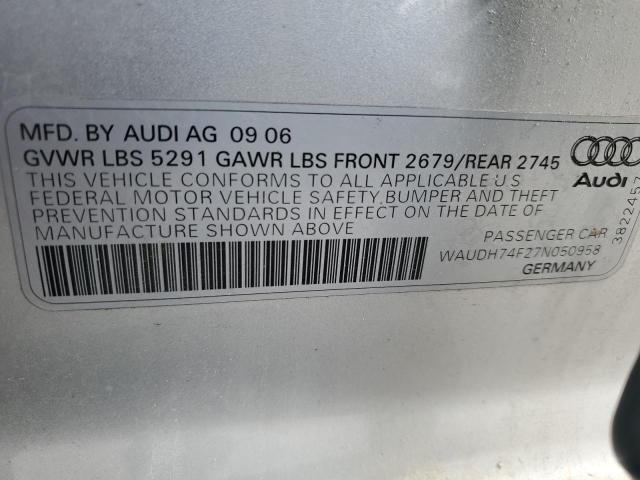 MFD. BY AUDI AG 09 06
GVWR LBS 5291 GAWR LBS FRONT 2679/REAR 2745
THIS VEHICLE CONFORMS TO ALL APPLICABLE U S
FEDERAL MOTOR VEHICLE SAFETY,BUMPER AND THEFT
PREVENTION STANDARDS IN EFFECT ON THE DATE OF
MANUFACTURE SHOWN ABOVE
PASSENGER CAR
WAUDH74F27N050958
GERMANY
Audi
3822457